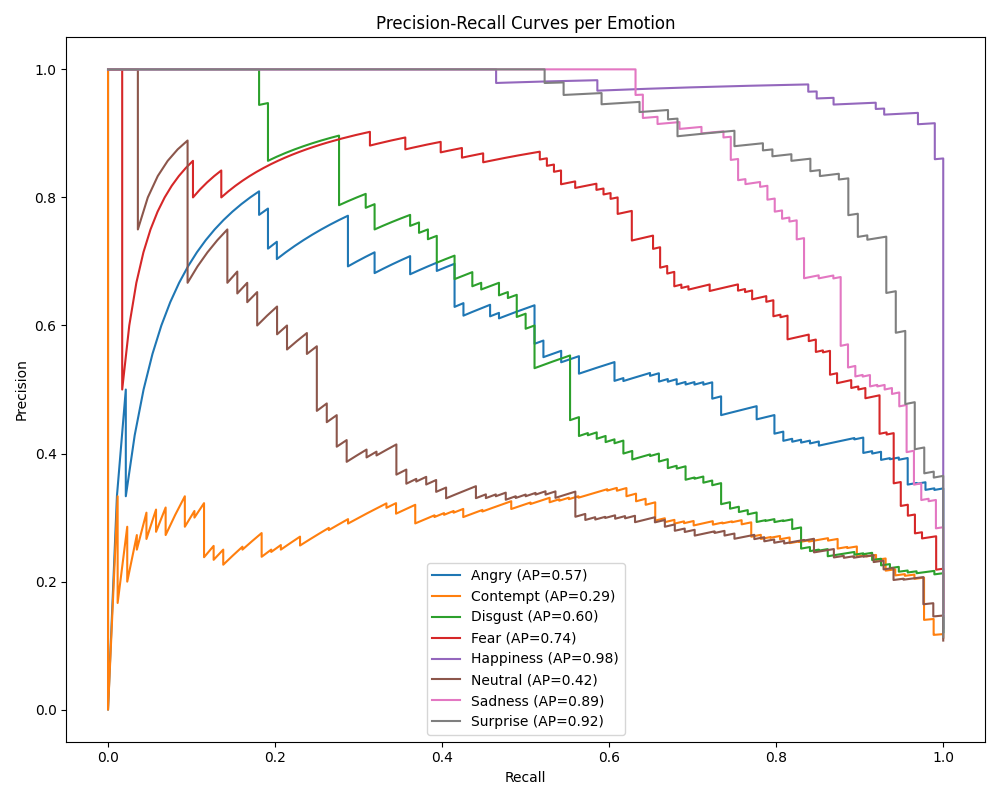 Precision-Recall Curves per Emotion
Precision
1.0
0.8
0.6
0.4
0.2
0.0
Angry (AP=0.57)
Contempt (AP=0.29)
Disgust (AP=0.60)
Fear (AP=0.74)
Happiness (AP=0.98)
Neutral (AP=0.42)
Sadness (AP=0.89)
Surprise (AP=0.92)
0.0 0.2 0.4 0.6 0.8 1.0
Recall